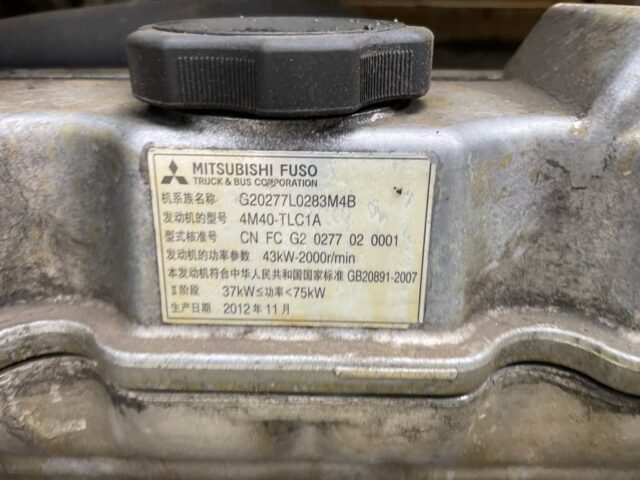 MITSUBISHI FUSO
TRUCK & BUS CORPORATION
机系族名称 G20277L0283M4B
发动机的型号 4M40-TLC1A
型式核准号 CN FC G2 0277 02 0001
发动机的功率参数 43kW-2000r/min
本发动机符合中华人民共和国国家标准 GB20891-2007
Ⅱ阶段 37kW≤功率<75kW
生产日期 2012年11月